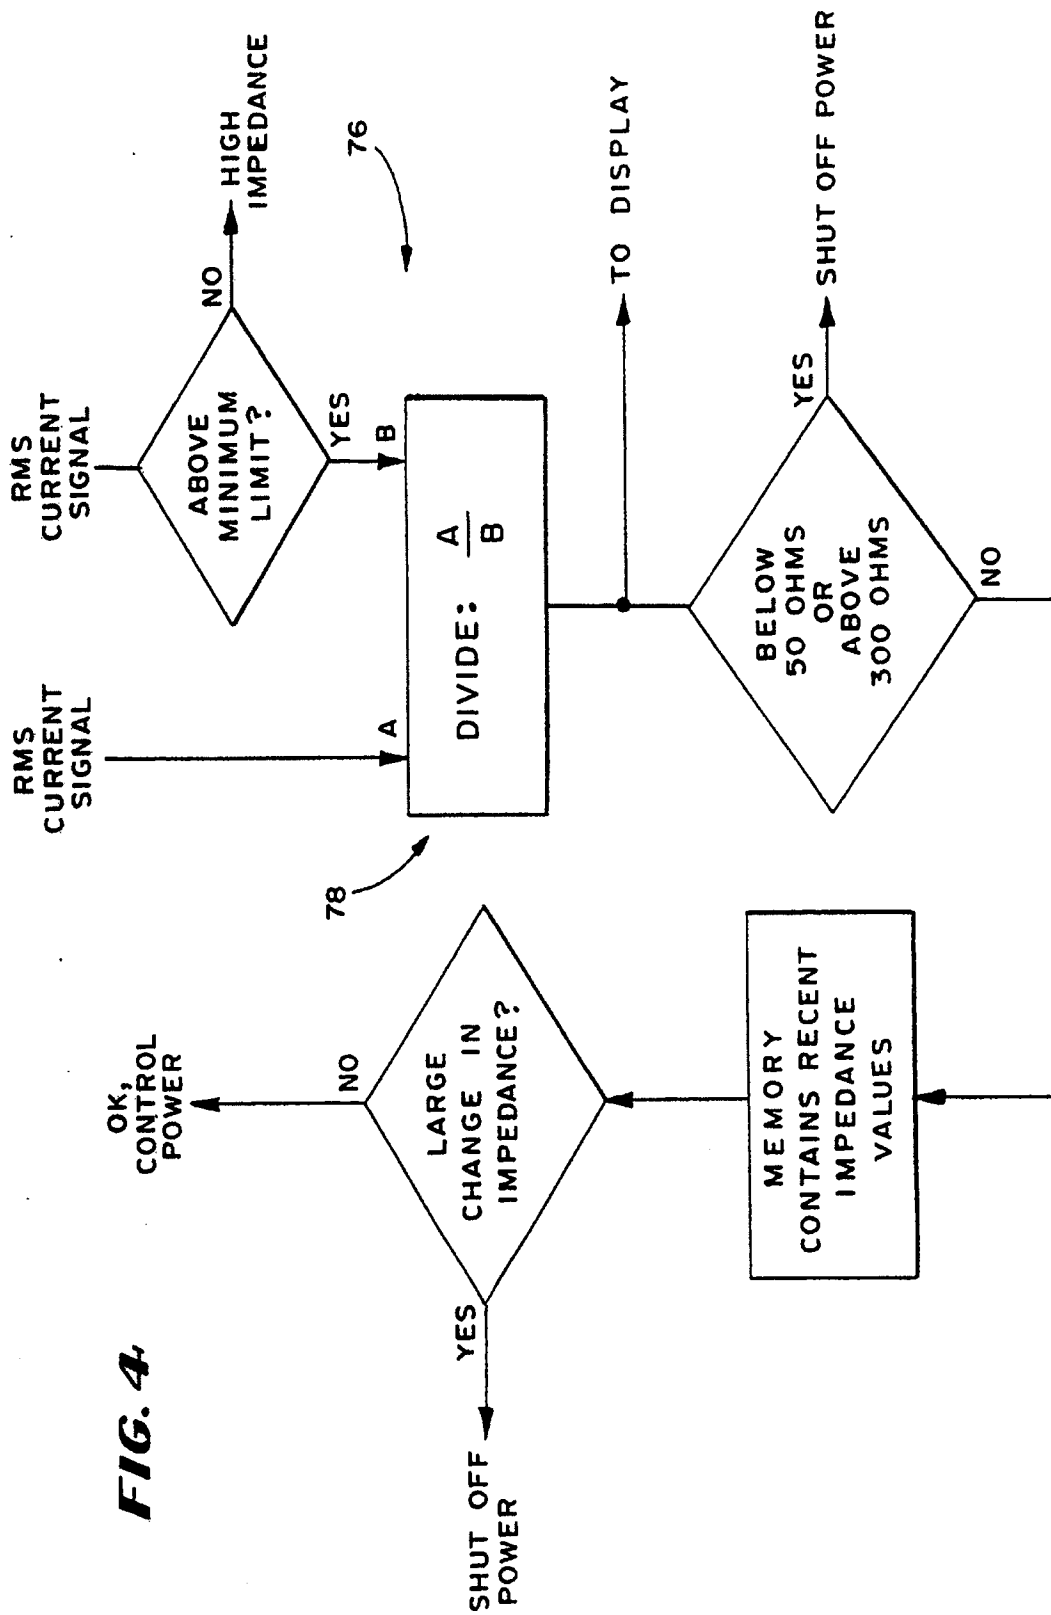 FIG. 4
RMS
CURRENT
SIGNAL
RMS
CURRENT
SIGNAL
ABOVE
MINIMUM
LIMIT?
NO
HIGH
IMPEDANCE
YES
A
B
76
78
DIVIDE: A
B
TO DISPLAY
BELOW
50 OHMS
OR
ABOVE
300 OHMS
YES
SHUT OFF POWER
NO
MEMORY
CONTAINS RECENT
IMPEDANCE
VALUES
LARGE
CHANGE IN
IMPEDANCE?
NO
OK,
CONTROL
POWER
YES
SHUT OFF
POWER